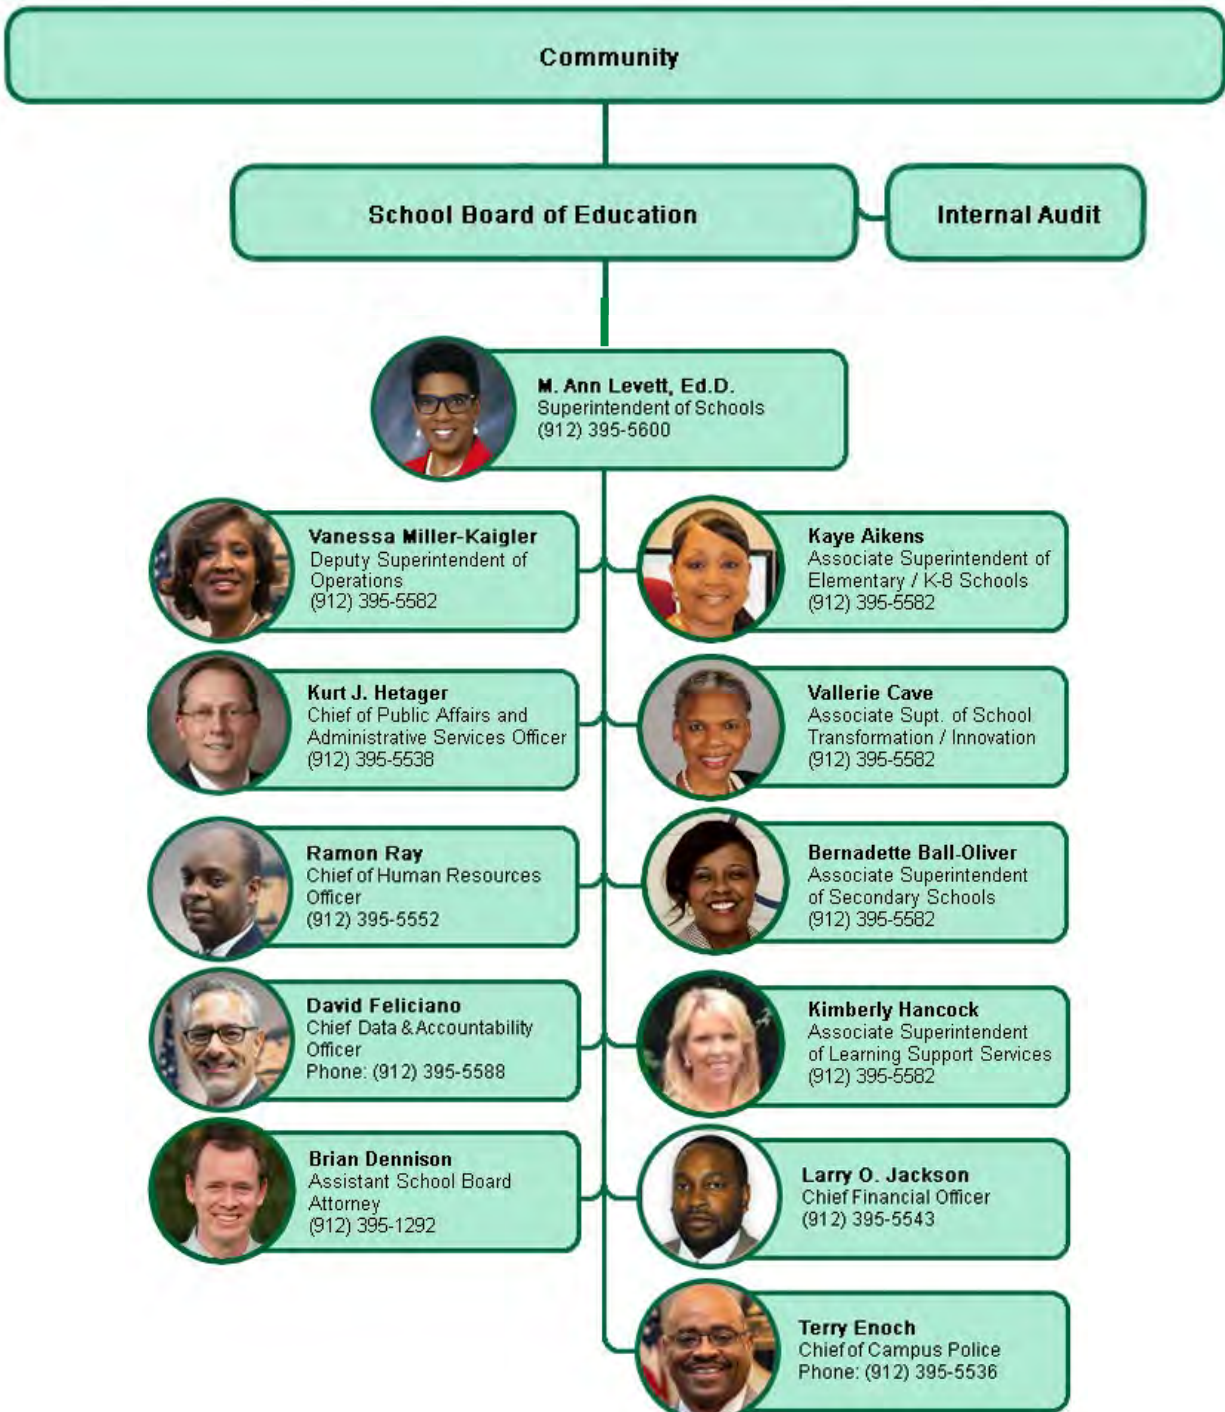 Community
School Board of Education
Internal Audit
M. Ann Levett, Ed.D.
Superintendent of Schools
(912) 395-5600
Vanessa Miller-Kaigler
Deputy Superintendent of
Operations
(912) 395-5582
Kaye Aikens
Associate Superintendent of
Elementary / K-8 Schools
(912) 395-5582
Kurt J. Hetager
Chief of Public Affairs and
Administrative Services Officer
(912) 395-5538
Vallerie Cave
Associate Supt. of School
Transformation / Innovation
(912) 395-5582
Ramon Ray
Chief of Human Resources
Officer
(912) 395-5552
Bernadette Ball-Oliver
Associate Superintendent
of Secondary Schools
(912) 395-5582
David Feliciano
Chief Data & Accountability
Officer
Phone: (912) 395-5588
Kimberly Hancock
Associate Superintendent
of Learning Support Services
(912) 395-5582
Brian Dennison
Assistant School Board
Attorney
(912) 395-1292
Larry O. Jackson
Chief Financial Officer
(912) 395-5543
Terry Enoch
Chief of Campus Police
Phone: (912) 395-5536